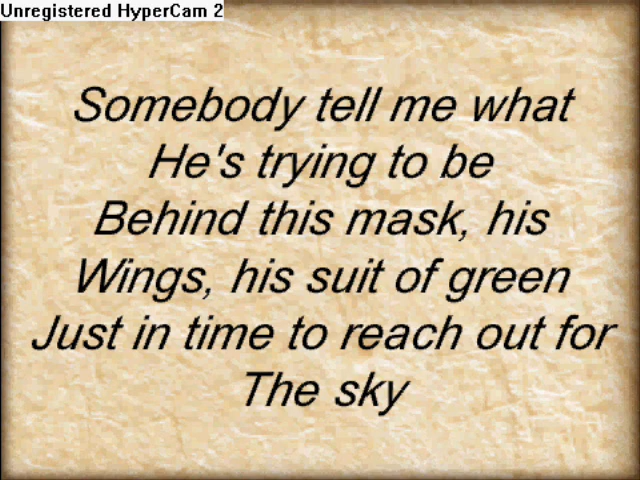 Unregistered HyperCam 2
Somebody tell me what
He's trying to be
Behind this mask, his
Wings, his suit of green
Just in time to reach out for
The sky